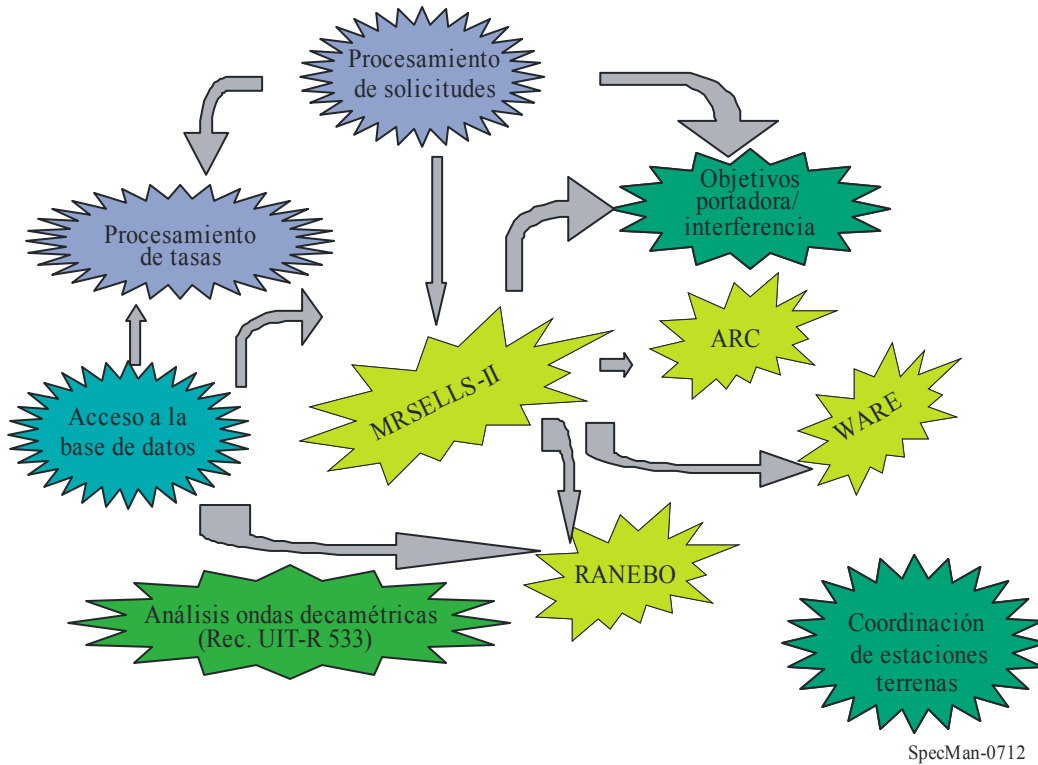 Procesamiento
de solicitudes
Objetivos
portadora/
interferencia
Procesamiento
de tasas
ARC
MRSELLS-II
WARE
Acceso a la
base de datos
RANEBO
Análisis ondas decamétricas
(Rec. UIT-R 533)
Coordinación
de estaciones
terrenas
SpecMan-0712